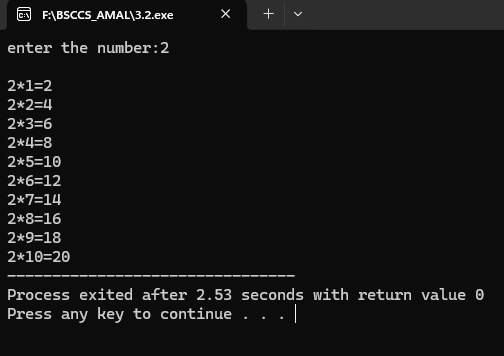 F:\BSCCS_AMAL\3.2.exe
enter the number:2
2*1=2
2*2=4
2*3=6
2*4=8
2*5=10
2*6=12
2*7=14
2*8=16
2*9=18
2*10=20
--------------------------------
Process exited after 2.53 seconds with return value 0
Press any key to continue . . .